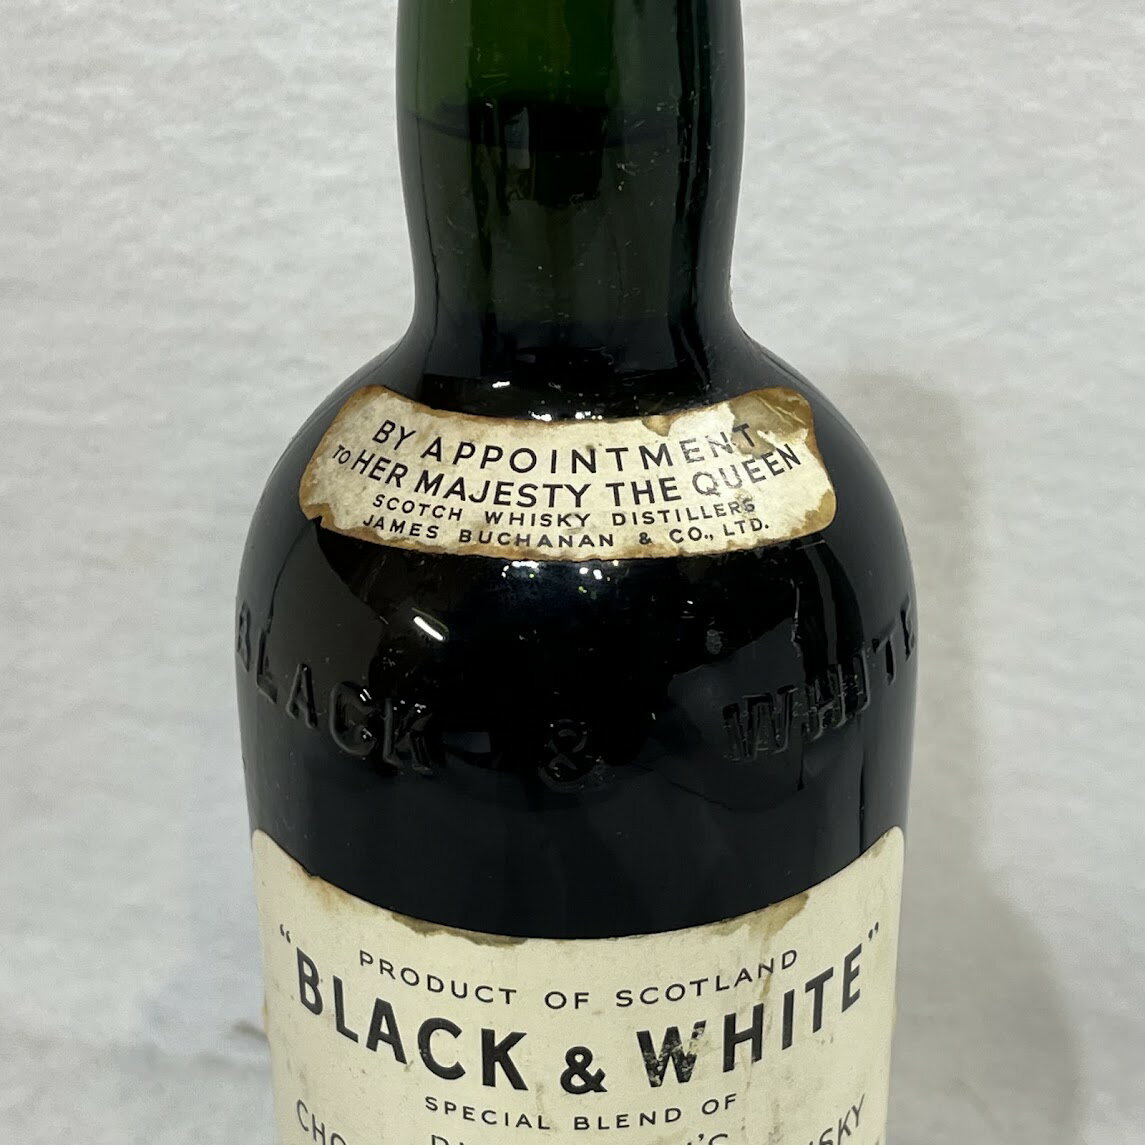 BY APPOINTMENT
TO HER MAJESTY THE QUEEN
SCOTCH WHISKY DISTILLERS
JAMES BUCHANAN & CO., LTD.
BLACK & WHITE
PRODUCT OF SCOTLAND
"BLACK & WHITE"
SPECIAL BLEND OF